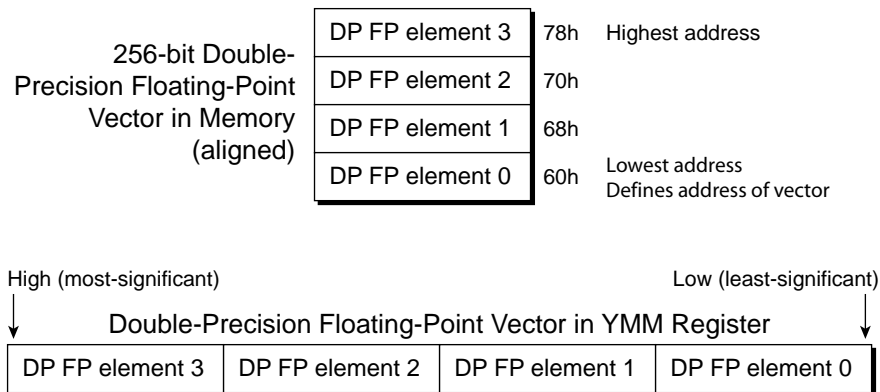 256-bit Double-
Precision Floating-Point
Vector in Memory
(aligned)
DP FP element 3 78h Highest address
DP FP element 2 70h
DP FP element 1 68h
DP FP element 0 60h Lowest address
Defines address of vector
High (most-significant) Low (least-significant)
Double-Precision Floating-Point Vector in YMM Register
DP FP element 3 DP FP element 2 DP FP element 1 DP FP element 0